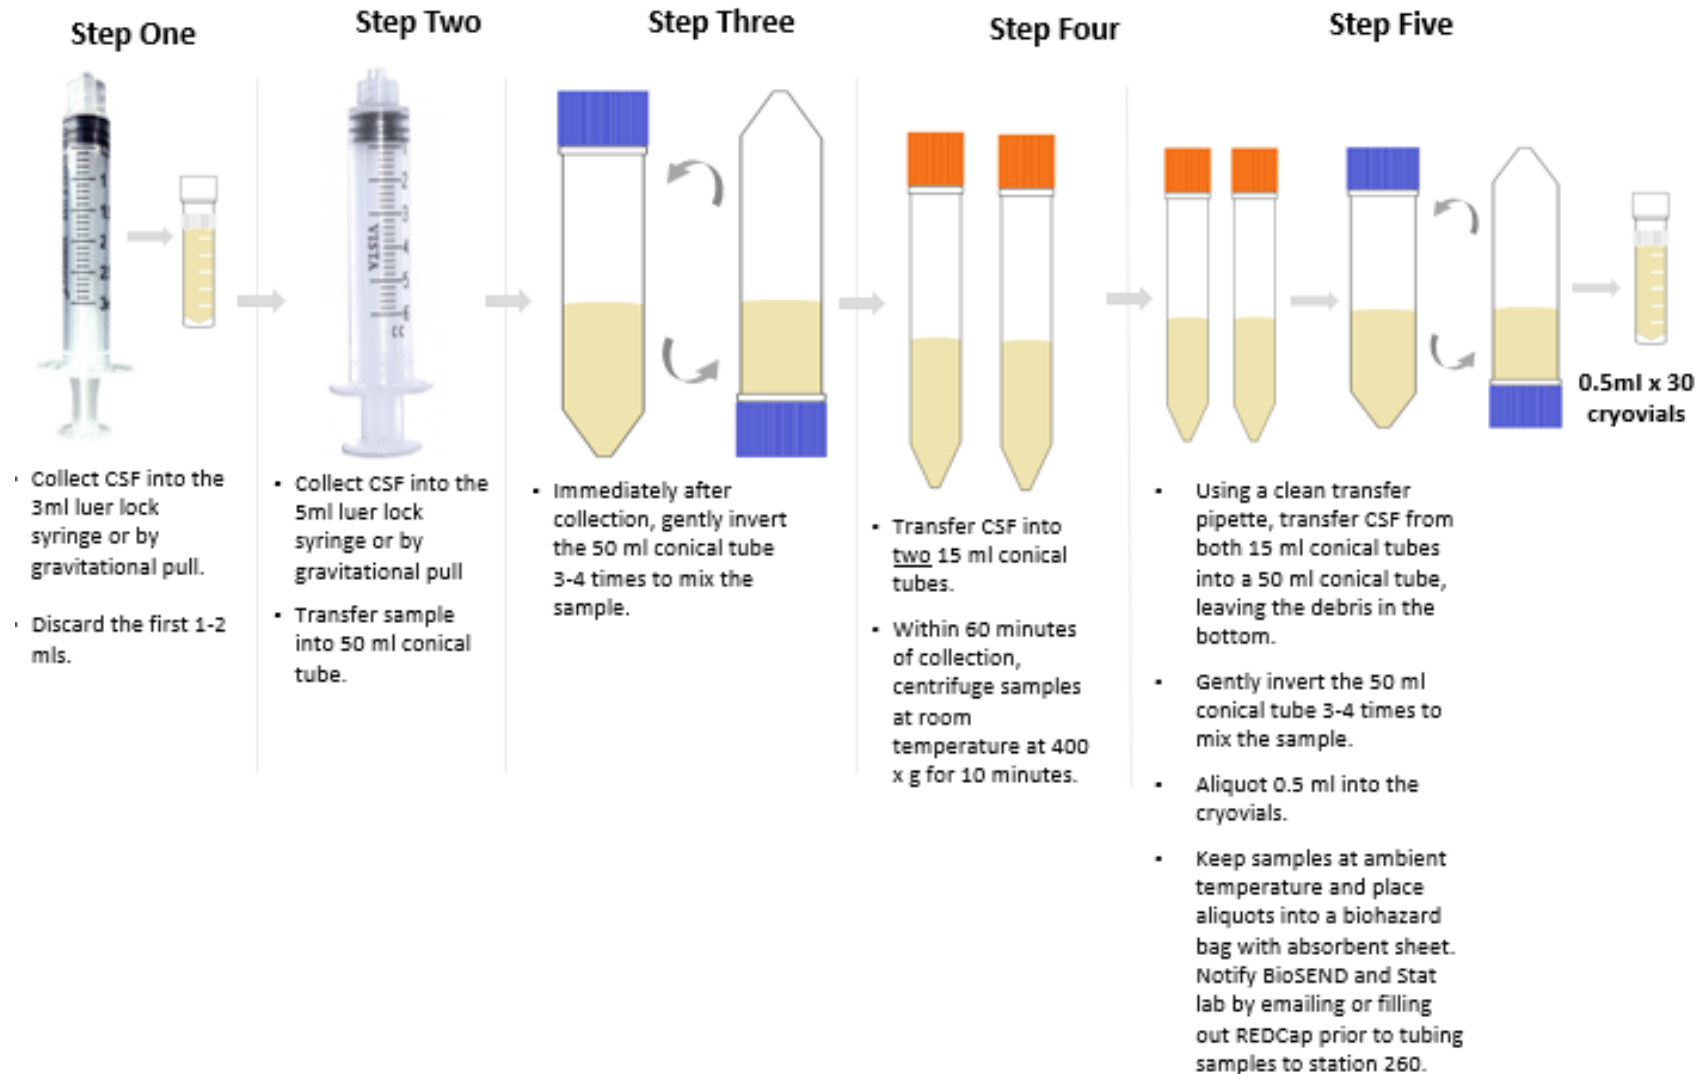 Step One
Step Two
Step Three
Step Four
Step Five
VISTA
cc
0.5ml x 30
cryovials
· Collect CSF into the
3ml luer lock
syringe or by
gravitational pull.
· Discard the first 1-2
mls.
▪ Collect CSF into the
5ml luer lock
syringe or by
gravitational pull
▪ Transfer sample
into 50 ml conical
tube.
▪ Immediately after
collection, gently invert
the 50 ml conical tube
3-4 times to mix the
sample.
▪ Transfer CSF into
two 15 ml conical
tubes.
▪ Within 60 minutes
of collection,
centrifuge samples
at room
temperature at 400
x g for 10 minutes.
▪ Using a clean transfer
pipette, transfer CSF from
both 15 ml conical tubes
into a 50 ml conical tube,
leaving the debris in the
bottom.
▪ Gently invert the 50 ml
conical tube 3-4 times to
mix the sample.
▪ Aliquot 0.5 ml into the
cryovials.
▪ Keep samples at ambient
temperature and place
aliquots into a biohazard
bag with absorbent sheet.
Notify BioSEND and Stat
lab by emailing or filling
out REDCap prior to tubing
samples to station 260.